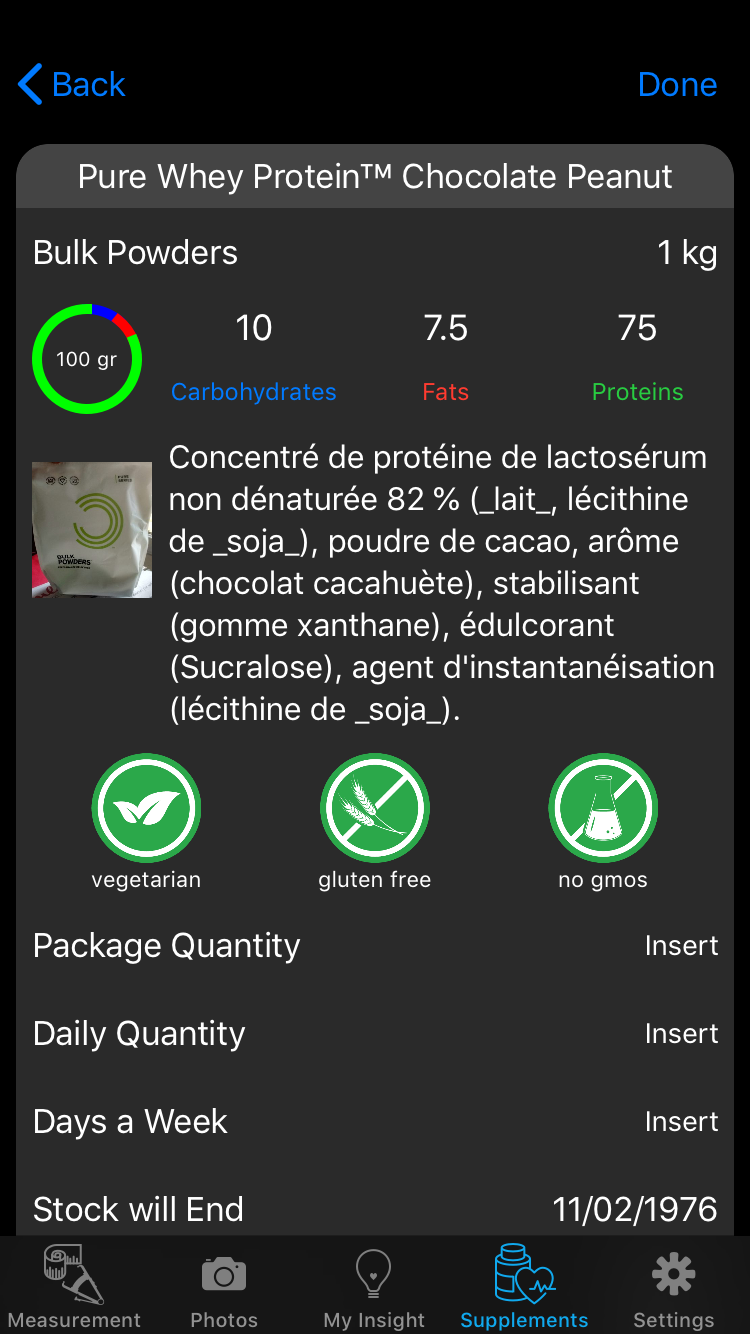 Back
Done
Pure Whey Protein™ Chocolate Peanut
Bulk Powders
1 kg
100 gr
10
7.5
75
Carbohydrates
Fats
Proteins
Concentré de protéine de lactosérum
non dénaturée 82 % (_lait_, lécithine
de _soja_), poudre de cacao, arôme
(chocolat cacahuète), stabilisant
(gomme xanthane), édulcorant
(Sucralose), agent d'instantanéisation
(lécithine de _soja_).
BULK
POWDERS
vegetarian
gluten free
no gmos
Package Quantity
Insert
Daily Quantity
Insert
Days a Week
Insert
Stock will End
11/02/1976
Measurement
Photos
My Insight
Supplements
Settings